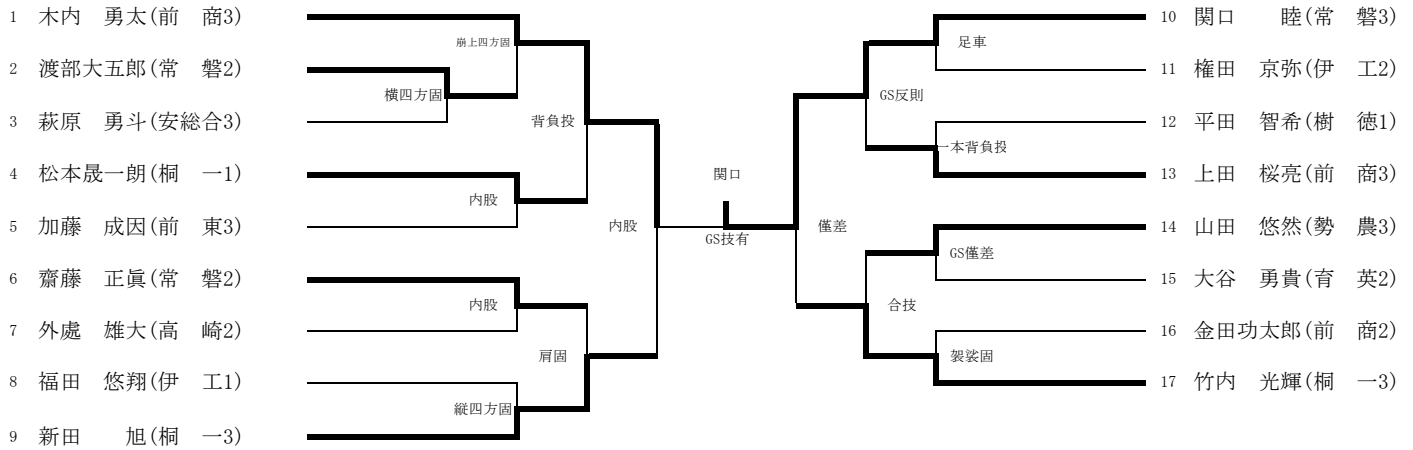 1 木内　勇太(前　商3)
2 渡部大五郎(常　磐2)
3 萩原　勇斗(安総合3)
4 松本晟一朗(桐　一1)
5 加藤　成因(前　東3)
6 齋藤　正眞(常　磐2)
7 外處　雄大(高　崎2)
8 福田　悠翔(伊　工1)
9 新田　　旭(桐　一3)
崩上四方固
横四方固
背負投
内股
内股
内股
肩固
縦四方固
関口
GS技有
足車
GS反則
一本背負投
僅差
GS僅差
合技
袈裟固
10 関口　　睦(常　磐3)
11 権田　京弥(伊　工2)
12 平田　智希(樹　徳1)
13 上田　桜亮(前　商3)
14 山田　悠然(勢　農3)
15 大谷　勇貴(育　英2)
16 金田功太郎(前　商2)
17 竹内　光輝(桐　一3)